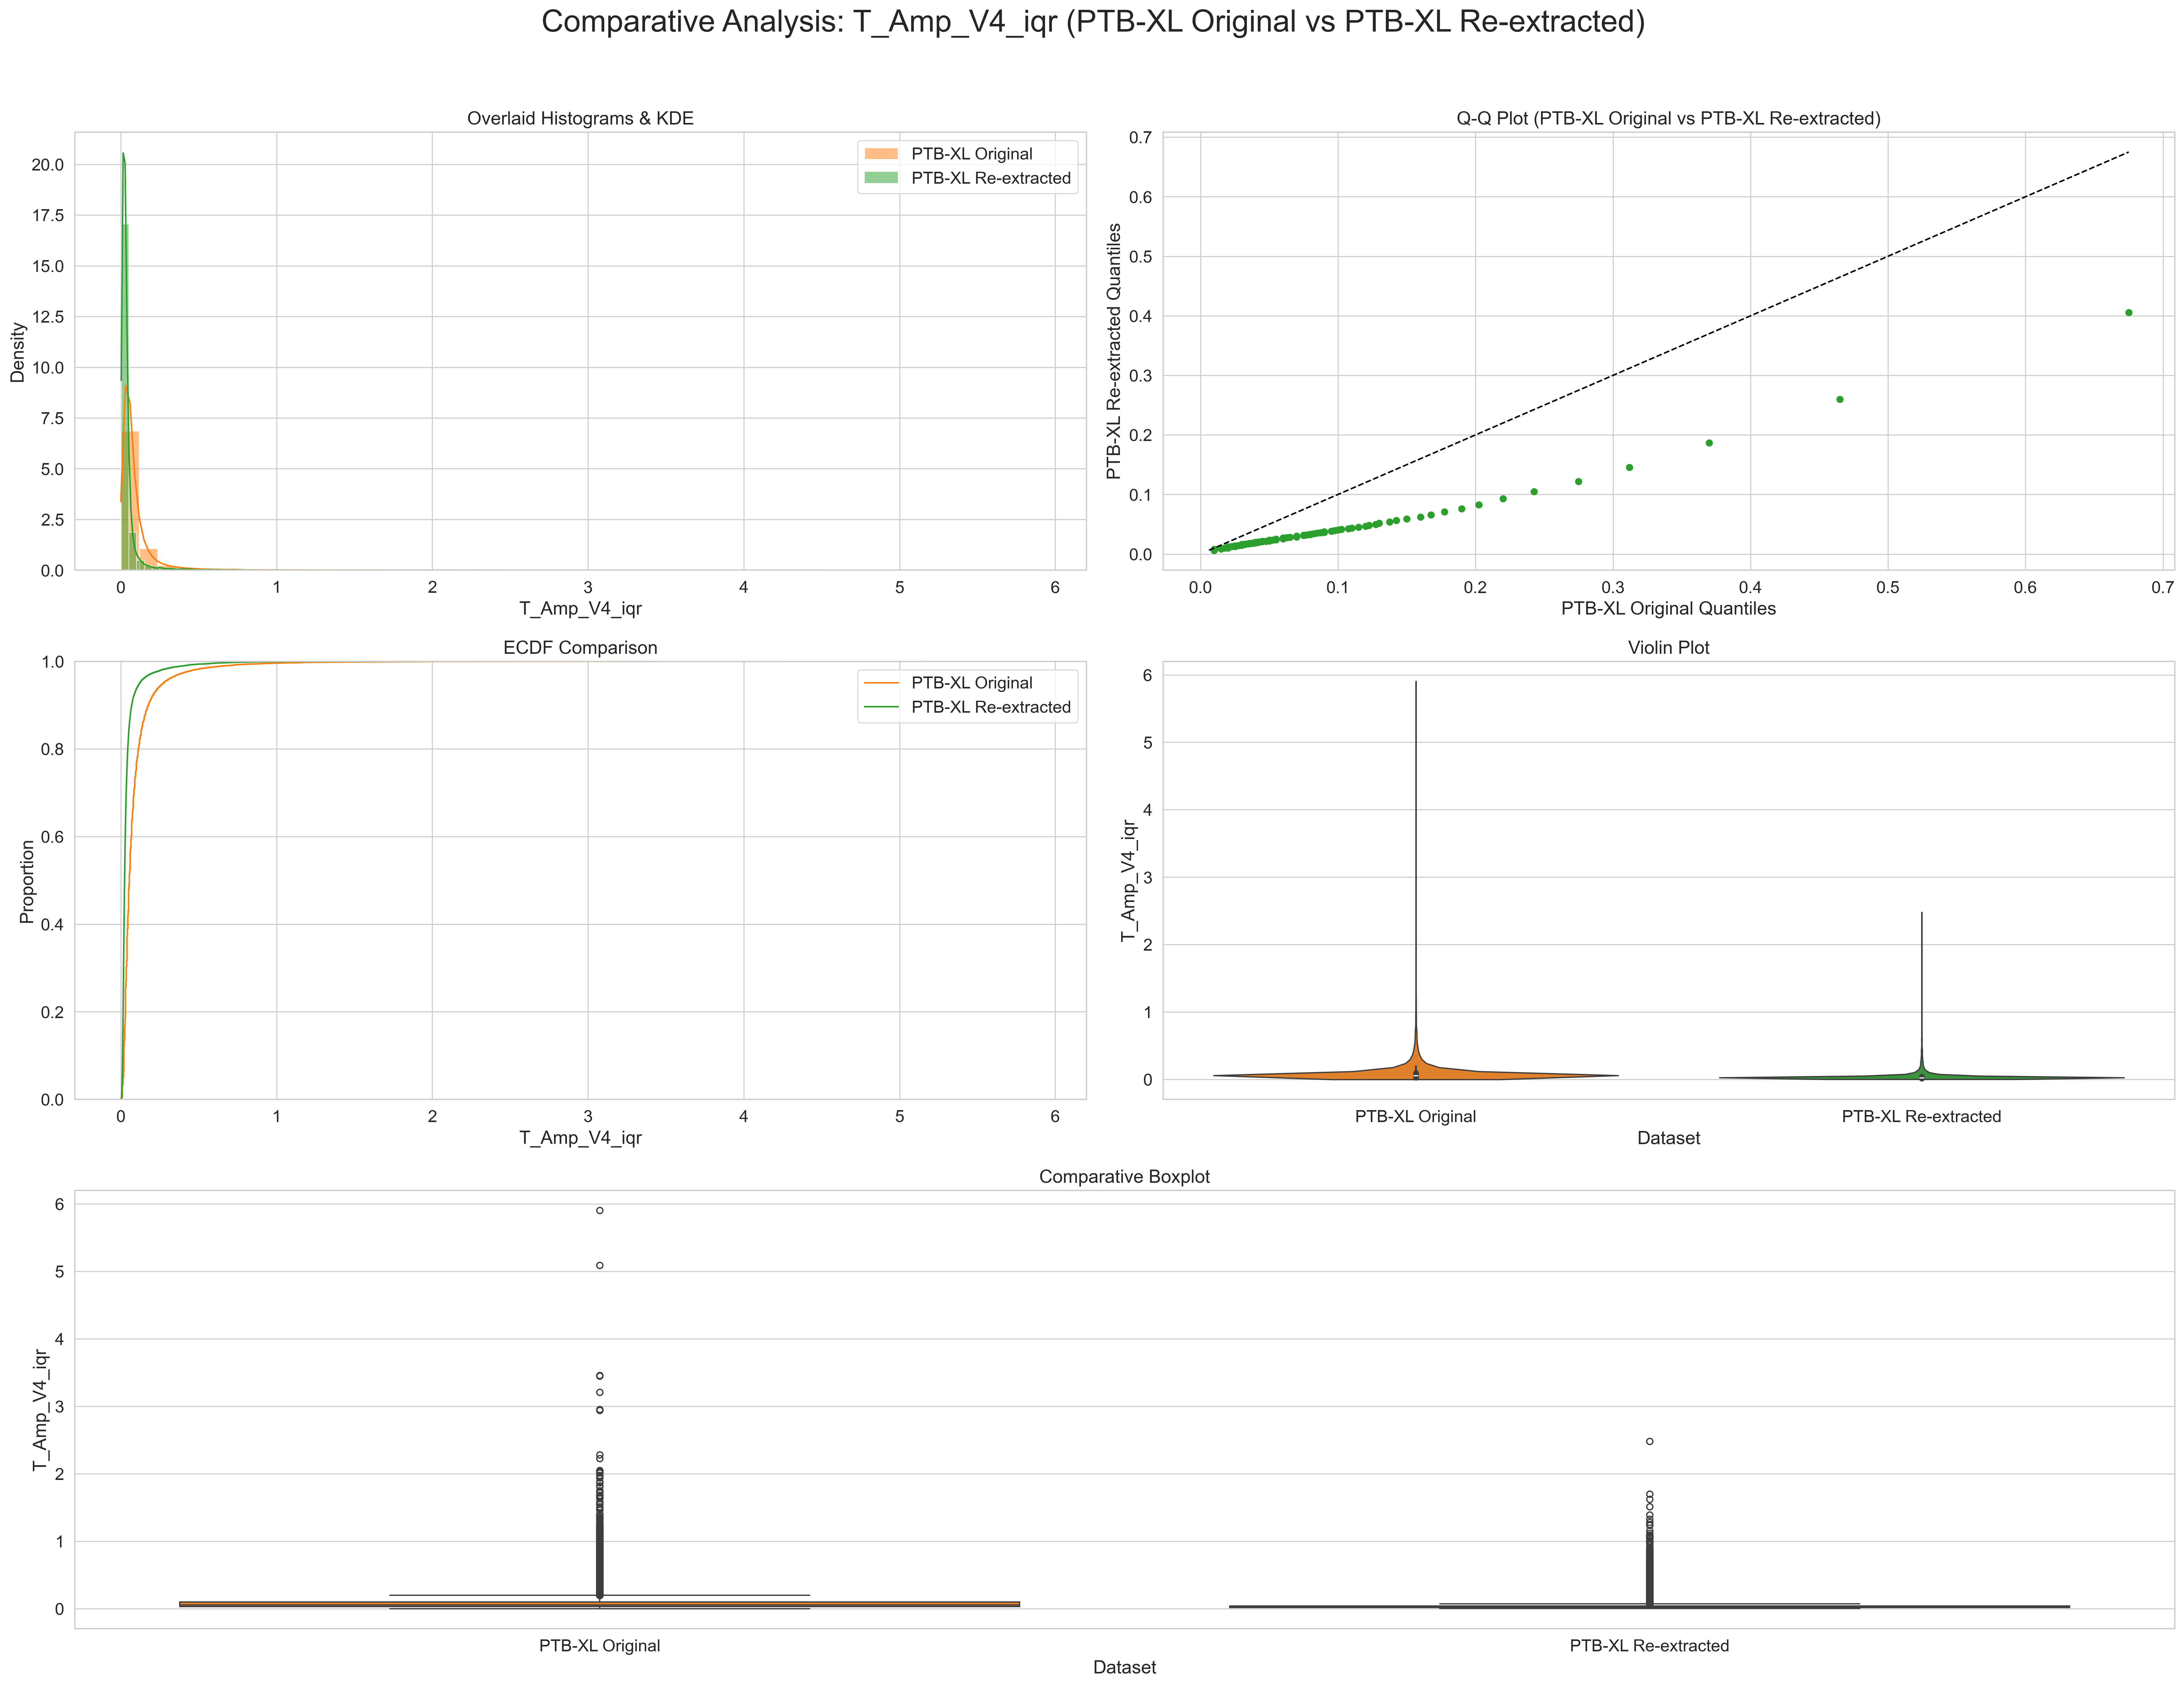 Comparative Analysis: T_Amp_V4_iqr (PTB-XL Original vs PTB-XL Re-extracted)
Overlaid Histograms & KDE
PTB-XL Original
PTB-XL Re-extracted
Density
20.0
17.5
15.0
12.5
10.0
7.5
5.0
2.5
0.0
0 1 2 3 4 5 6
T_Amp_V4_iqr
Q-Q Plot (PTB-XL Original vs PTB-XL Re-extracted)
PTB-XL Re-extracted Quantiles
0.7
0.6
0.5
0.4
0.3
0.2
0.1
0.0
0.0 0.1 0.2 0.3 0.4 0.5 0.6 0.7
PTB-XL Original Quantiles
ECDF Comparison
PTB-XL Original
PTB-XL Re-extracted
Proportion
1.0
0.8
0.6
0.4
0.2
0.0
0 1 2 3 4 5 6
T_Amp_V4_iqr
Violin Plot
T_Amp_V4_iqr
6
5
4
3
2
1
0
PTB-XL Original PTB-XL Re-extracted
Dataset
Comparative Boxplot
T_Amp_V4_iqr
6
5
4
3
2
1
0
PTB-XL Original PTB-XL Re-extracted
Dataset